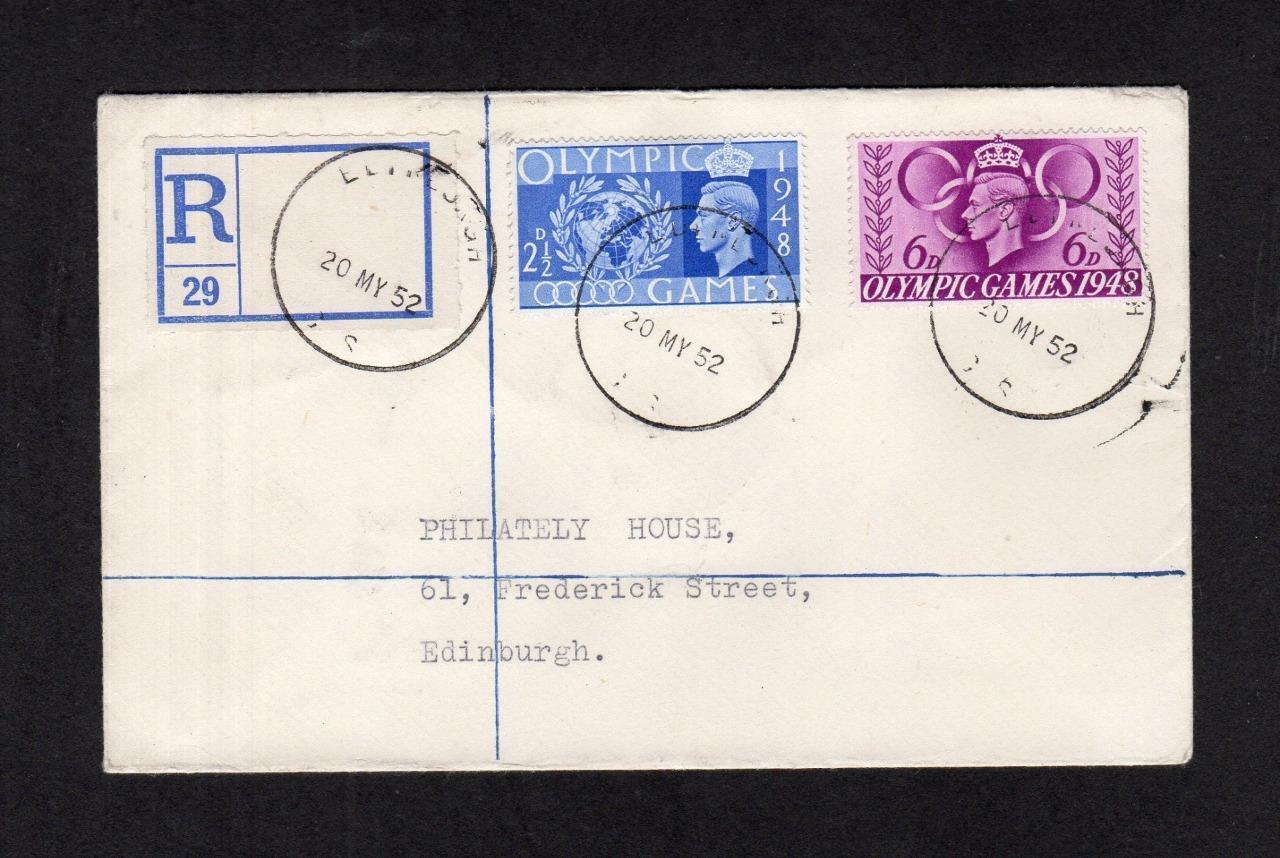 R
29
20 MY 52
S
OLYMPIC
1948
2½D
GAMES
20 MY 52
6D 6D
OLYMPIC GAMES 1948
20 MY 52
S
PHILATELY HOUSE,
61, Frederick Street,
Edinburgh.